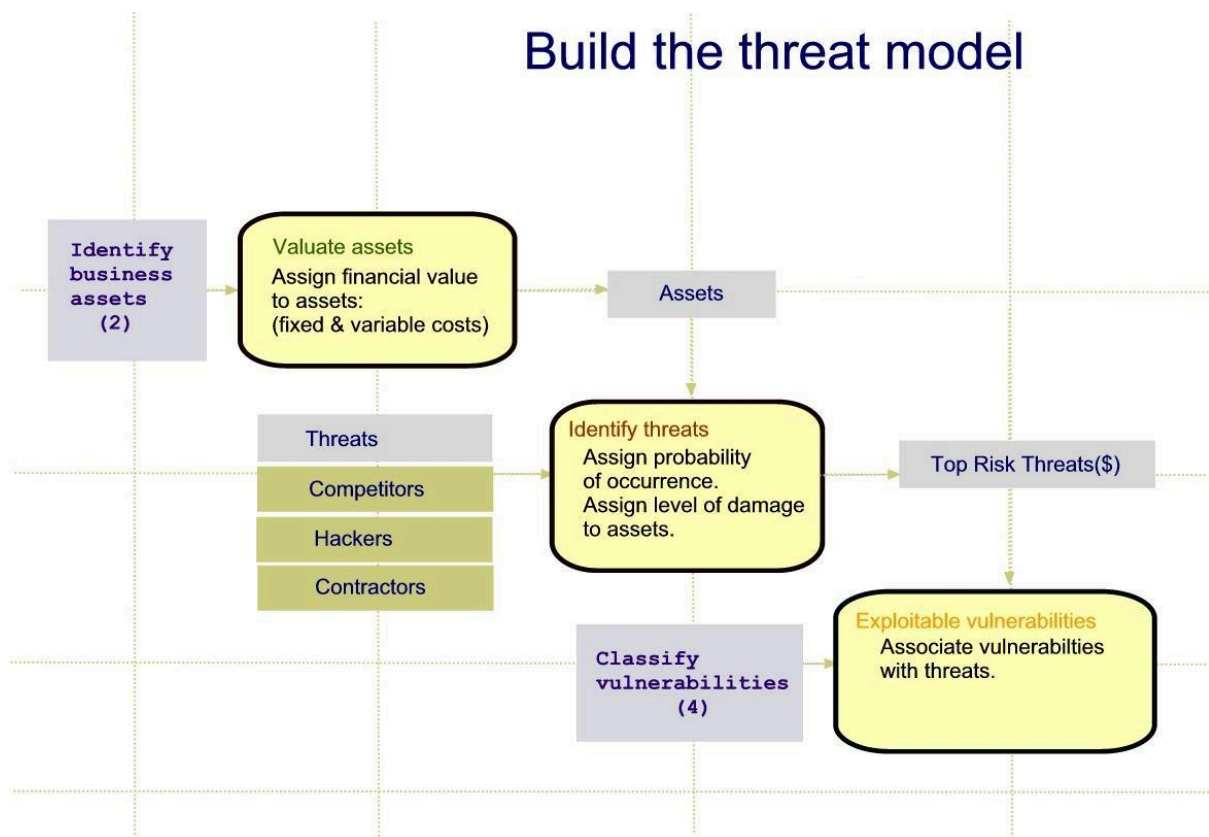 Build the threat model
Identify
business
assets
(2)
Valuate assets
Assign financial value
to assets:
(fixed & variable costs)
Assets
Threats
Competitors
Hackers
Contractors
Identify threats
Assign probability
of occurrence.
Assign level of damage
to assets.
Top Risk Threats($)
Classify
vulnerabilities
(4)
Exploitable vulnerabilities
Associate vulnerabilties
with threats.